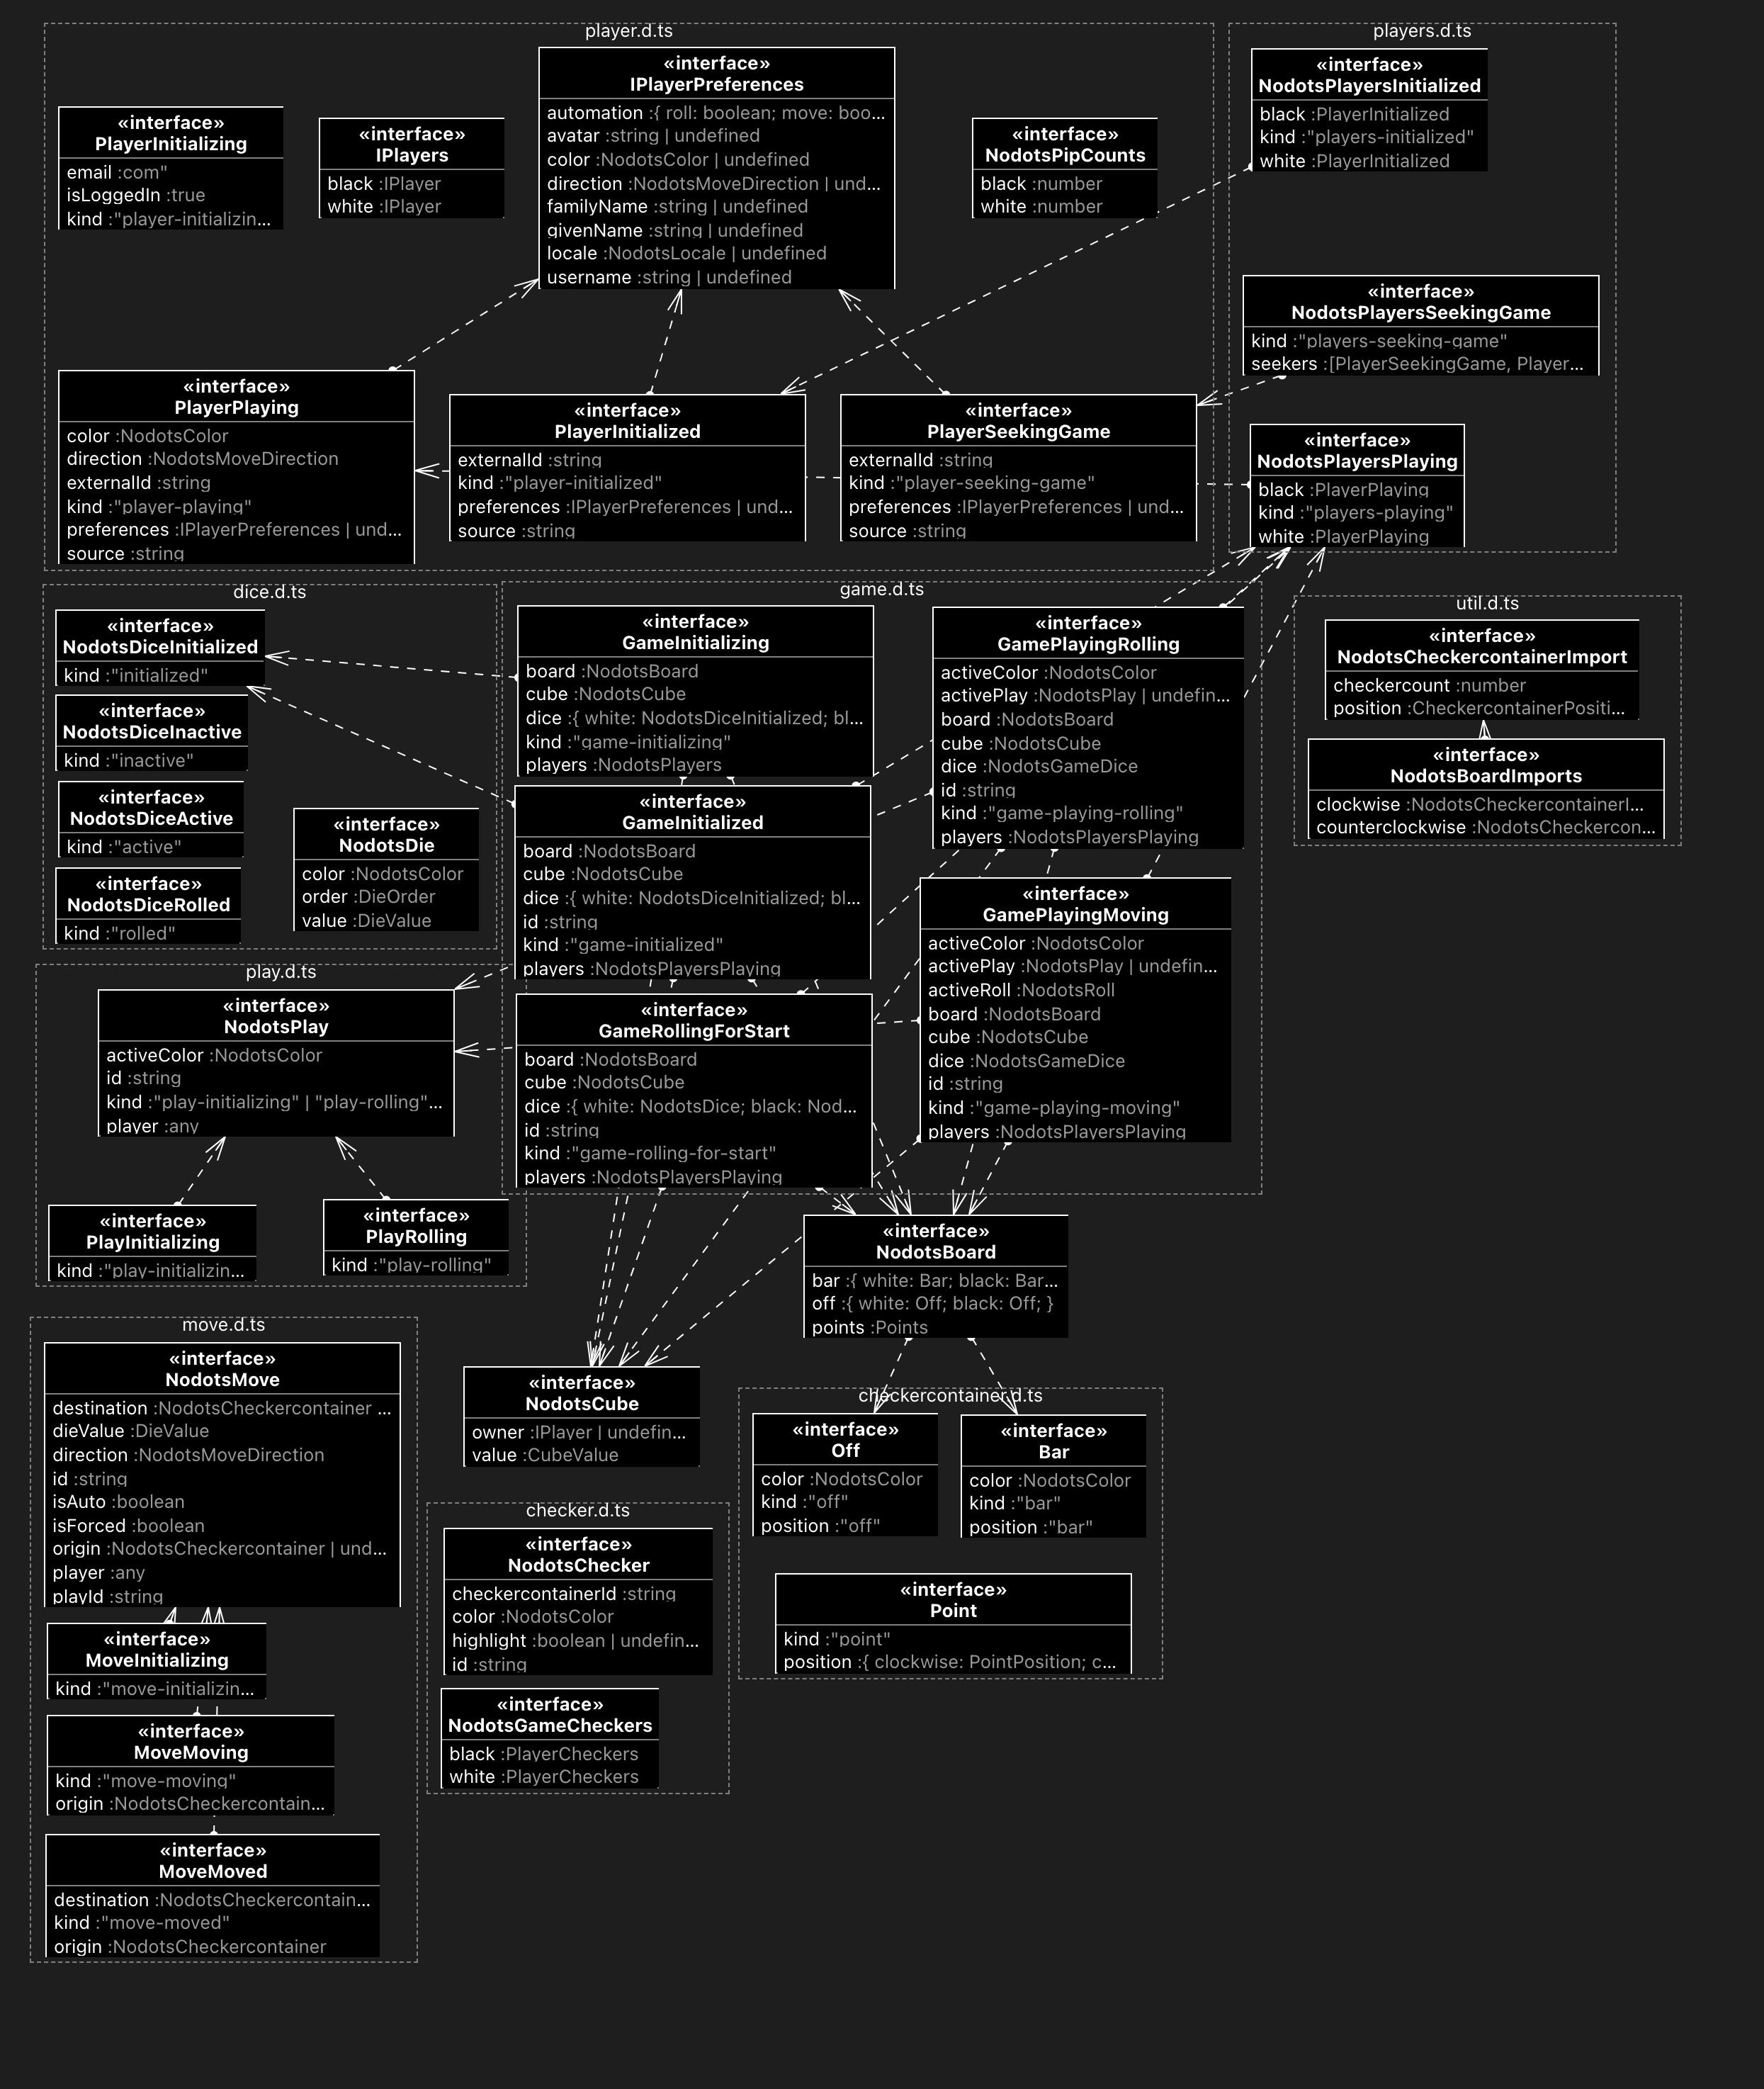 player.d.ts
«interface»
PlayerInitializing
email :com"
isLoggedIn :true
kind :"player-initializin...
«interface»
IPlayers
black :IPlayer
white :IPlayer
«interface»
IPlayerPreferences
automation :{ roll: boolean; move: boo...
avatar :string | undefined
color :NodotsColor | undefined
direction :NodotsMoveDirection | und...
familyName :string | undefined
givenName :string | undefined
locale :NodotsLocale | undefined
username :string | undefined
«interface»
NodotsPipCounts
black :number
white :number
«interface»
PlayerPlaying
color :NodotsColor
direction :NodotsMoveDirection
externalId :string
kind :"player-playing"
preferences :IPlayerPreferences | und...
source :string
«interface»
PlayerInitialized
externalId :string
kind :"player-initialized"
preferences :IPlayerPreferences | und...
source :string
«interface»
PlayerSeekingGame
externalId :string
kind :"player-seeking-game"
preferences :IPlayerPreferences | und...
source :string
players.d.ts
«interface»
NodotsPlayersInitialized
black :PlayerInitialized
kind :"players-initialized"
white :PlayerInitialized
«interface»
NodotsPlayersSeekingGame
kind :"players-seeking-game"
seekers :[PlayerSeekingGame, Player...
«interface»
NodotsPlayersPlaying
black :PlayerPlaying
kind :"players-playing"
white :PlayerPlaying
dice.d.ts
«interface»
NodotsDiceInitialized
kind :"initialized"
«interface»
NodotsDiceInactive
kind :"inactive"
«interface»
NodotsDiceActive
kind :"active"
«interface»
NodotsDiceRolled
kind :"rolled"
«interface»
NodotsDie
color :NodotsColor
order :DieOrder
value :DieValue
game.d.ts
«interface»
GameInitializing
board :NodotsBoard
cube :NodotsCube
dice :{ white: NodotsDiceInitialized; bl...
kind :"game-initializing"
players :NodotsPlayers
«interface»
GameInitialized
board :NodotsBoard
cube :NodotsCube
dice :{ white: NodotsDiceInitialized; bl...
id :string
kind :"game-initialized"
players :NodotsPlayersPlaying
«interface»
GameRollingForStart
board :NodotsBoard
cube :NodotsCube
dice :{ white: NodotsDice; black: Nod...
id :string
kind :"game-rolling-for-start"
players :NodotsPlayersPlaying
«interface»
GamePlayingRolling
activeColor :NodotsColor
activePlay :NodotsPlay | undefin...
board :NodotsBoard
cube :NodotsCube
dice :NodotsGameDice
id :string
kind :"game-playing-rolling"
players :NodotsPlayersPlaying
«interface»
GamePlayingMoving
activeColor :NodotsColor
activePlay :NodotsPlay | undefin...
activeRoll :NodotsRoll
board :NodotsBoard
cube :NodotsCube
dice :NodotsGameDice
id :string
kind :"game-playing-moving"
players :NodotsPlayersPlaying
util.d.ts
«interface»
NodotsCheckercontainerImport
checkercount :number
position :CheckercontainerPositi...
«interface»
NodotsBoardImports
clockwise :NodotsCheckercontainerI...
counterclockwise :NodotsCheckercon...
play.d.ts
«interface»
NodotsPlay
activeColor :NodotsColor
id :string
kind :"play-initializing" | "play-rolling"...
player :any
«interface»
PlayInitializing
kind :"play-initializin...
«interface»
PlayRolling
kind :"play-rolling"
«interface»
NodotsBoard
bar :{ white: Bar; black: Bar...
off :{ white: Off; black: Off; }
points :Points
move.d.ts
«interface»
NodotsMove
destination :NodotsCheckercontainer ...
dieValue :DieValue
direction :NodotsMoveDirection
id :string
isAuto :boolean
isForced :boolean
origin :NodotsCheckercontainer | und...
player :any
playId :string
«interface»
MoveInitializing
kind :"move-initializin...
«interface»
MoveMoving
kind :"move-moving"
origin :NodotsCheckercontain...
«interface»
MoveMoved
destination :NodotsCheckercontain...
kind :"move-moved"
origin :NodotsCheckercontainer
«interface»
NodotsCube
owner :IPlayer | undefin...
value :CubeValue
checker.d.ts
«interface»
NodotsChecker
checkercontainerId :string
color :NodotsColor
highlight :boolean | undefin...
id :string
«interface»
NodotsGameCheckers
black :PlayerCheckers
white :PlayerCheckers
checkercontainer.d.ts
«interface»
Off
color :NodotsColor
kind :"off"
position :"off"
«interface»
Bar
color :NodotsColor
kind :"bar"
position :"bar"
«interface»
Point
kind :"point"
position :{ clockwise: PointPosition; c...